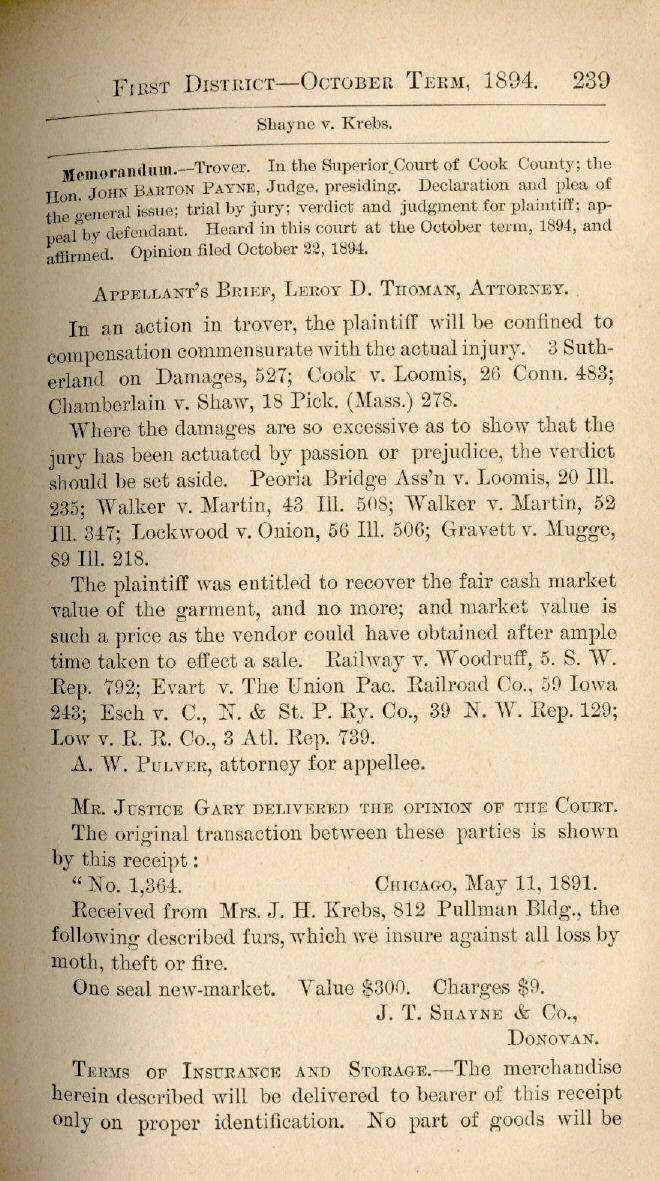 First District—October Term, 1894. 239
Shayne v. Krebs.
Memorandum.—Trover. In the Superior Court of Cook County; the
Hon. John Barton Payne, Judge, presiding. Declaration and plea of
the general issue; trial by jury; verdict and judgment for plaintiff; ap-
peal by defendant. Heard in this court at the October term, 1894, and
affirmed. Opinion filed October 22, 1894.
Appellant's Brief, Leroy D. Thoman, Attorney.
In an action in trover, the plaintiff will be confined to
compensation commensurate with the actual injury. 3 Suth-
erland on Damages, 527; Cook v. Loomis, 26 Conn. 483;
Chamberlain v. Shaw, 18 Pick. (Mass.) 278.
Where the damages are so excessive as to show that the
jury has been actuated by passion or prejudice, the verdict
should be set aside. Peoria Bridge Ass'n v. Loomis, 20 Ill.
235; Walker v. Martin, 43 Ill. 508; Walker v. Martin, 52
Ill. 347; Lockwood v. Onion, 56 Ill. 506; Gravett v. Mugge,
89 Ill. 218.
The plaintiff was entitled to recover the fair cash market
value of the garment, and no more; and market value is
such a price as the vendor could have obtained after ample
time taken to effect a sale. Railway v. Woodruff, 5. S. W.
Rep. 792; Evart v. The Union Pac. Railroad Co., 59 Iowa
243; Esch v. C., N. & St. P. Ry. Co., 39 N. W. Rep. 129;
Low v. R. R. Co., 3 Atl. Rep. 739.
A. W. Pulver, attorney for appellee.
Mr. Justice Gary delivered the opinion of the Court.
The original transaction between these parties is shown
by this receipt:
"No. 1,364. Chicago, May 11, 1891.
Received from Mrs. J. H. Krebs, 812 Pullman Bldg., the
following described furs, which we insure against all loss by
moth, theft or fire.
One seal new-market. Value $300. Charges $9.
J. T. Shayne & Co.,
Donovan.
Terms of Insurance and Storage.—The merchandise
herein described will be delivered to bearer of this receipt
only on proper identification. No part of goods will be